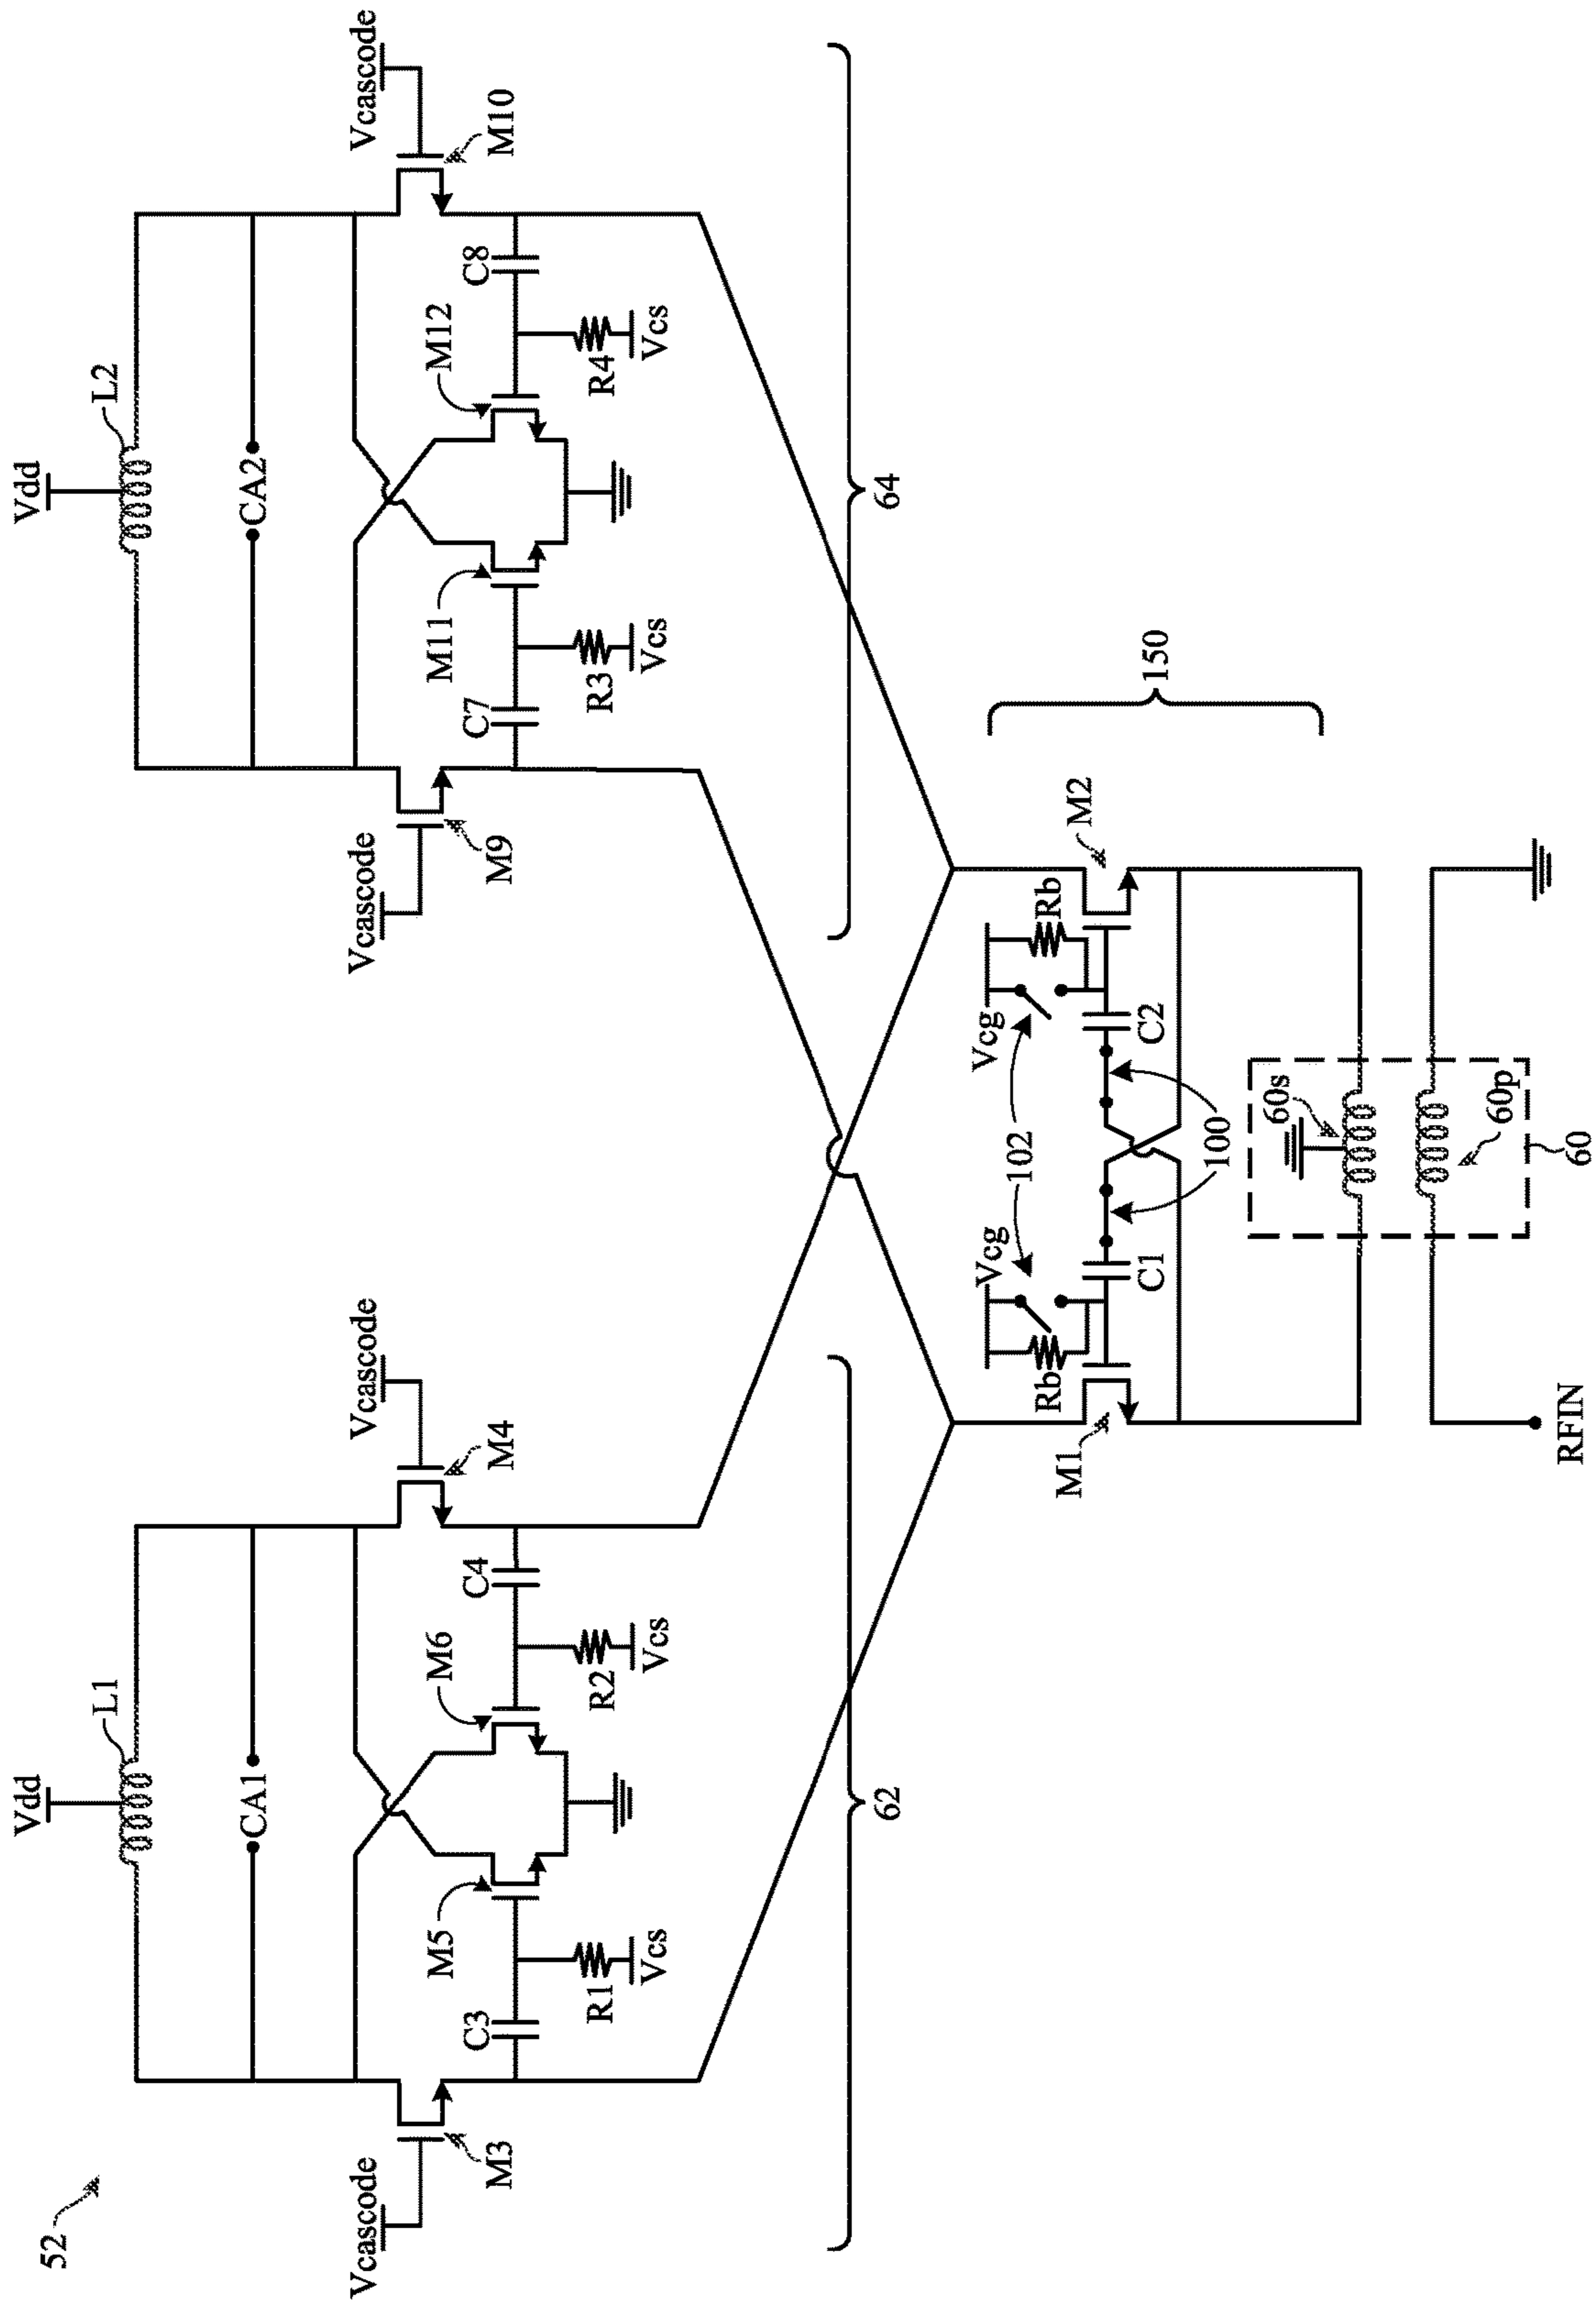 52
Vdd
Vdd
L1
L2
CA1
CA2
Vcascode
Vcascode
Vcascode
Vcascode
M5
M6
M11
M12
C3
C4
C7
C8
M3
M4
M9
M10
R1
R2
R3
R4
Vcs
Vcs
Vcs
Vcs
62
64
Vcg
Vcg
102
Rb
Rb
M1
M2
C1
C2
150
100
60s
60p
RFIN
60